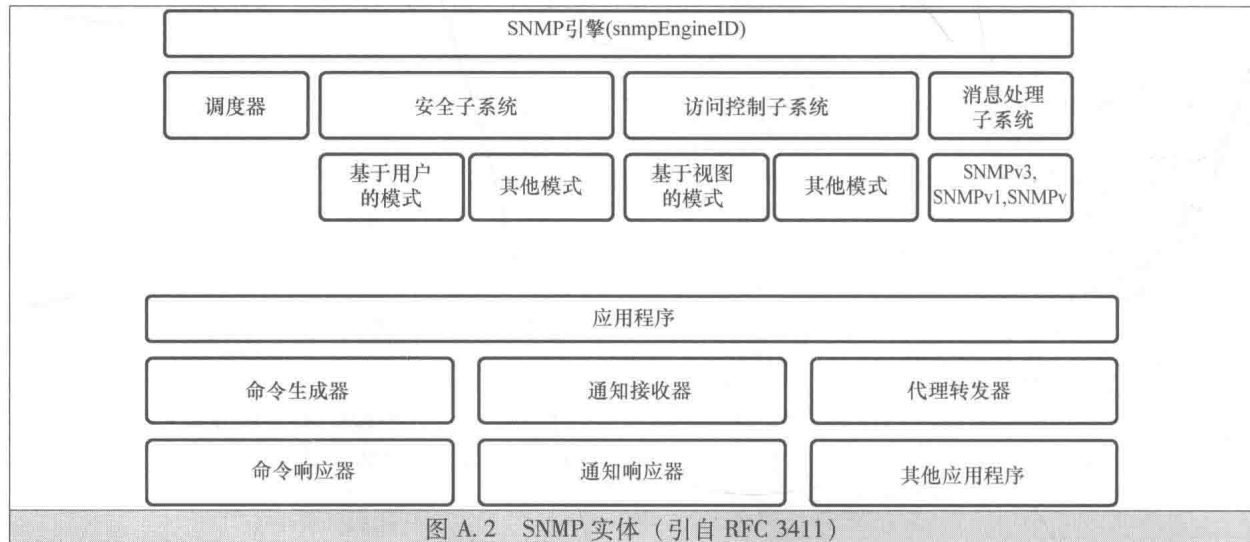 SNMP引擎(snmpEngineID)
调度器
安全子系统
访问控制子系统
消息处理
子系统
基于用户
的模式
其他模式
基于视图
的模式
其他模式
SNMPv3,
SNMPv1,SNMPv
应用程序
命令生成器
通知接收器
代理转发器
命令响应器
通知响应器
其他应用程序
图 A. 2 SNMP 实体（引自 RFC 3411）